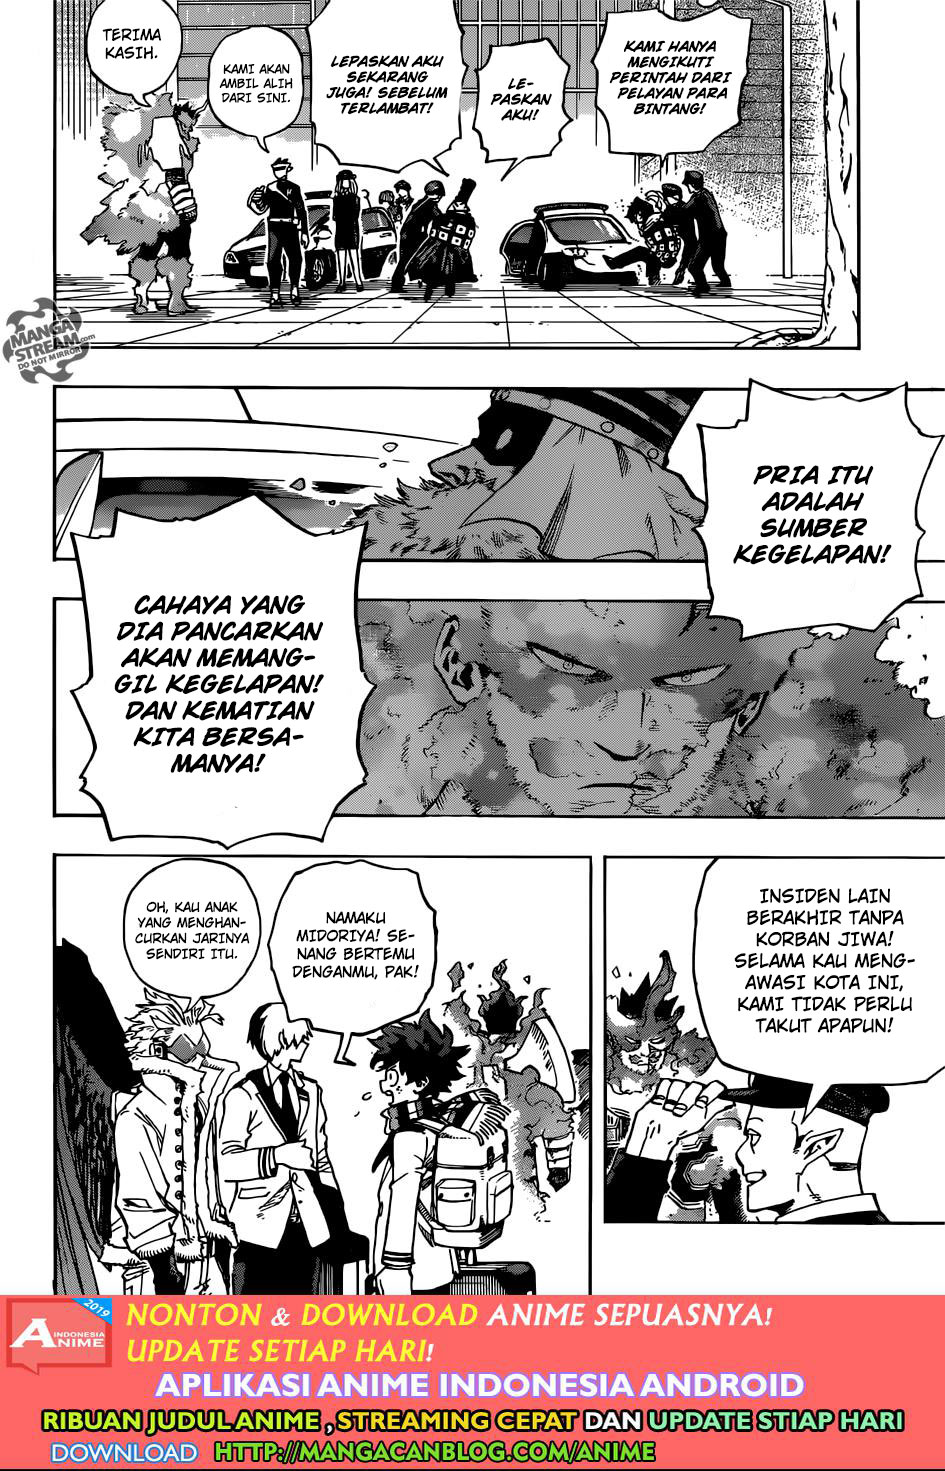 TERIMA
KASIH.
KAMI AKAN
AMBIL ALIH
DARI SINI.
LEPASKAN AKU
SEKARANG
JUGA! SEBELUM
TERLAMBAT!
LE-
PASKAN
AKU!
KAMI HANYA
MENGIKUTI
PERINTAH DARI
PELAYAN PARA
BINTANG!
MANGA
STREAM.com
DO NOT MIRROR
PRIA ITU
ADALAH
SUMBER
KEGELAPAN!
CAHAYA YANG
DIA PANCARKAN
AKAN MEMANG-
GIL KEGELAPAN!
DAN KEMATIAN
KITA BERSA-
MANYA!
OH, KAU ANAK
YANG MENGHAN-
CURKAN JARINYA
SENDIRI ITU.
NAMAKU
MIDORIYA! SE-
NANG BERTEMU
DENGANMU, PAK!
INSIDEN LAIN
BERAKHIR TANPA
KORBAN JIWA!
SELAMA KAU MENG-
AWASI KOTA INI,
KAMI TIDAK PERLU
TAKUT APAPUN!
2019
INDONESIA
ANIME
NONTON & DOWNLOAD ANIME SEPUASNYA!
UPDATE SETIAP HARI!
APLIKASI ANIME INDONESIA ANDROID
RIBUAN JUDUL ANIME , STREAMING CEPAT DAN UPDATE STIAP HARI
DOWNLOAD HTTP://MANGACANBLOG.COM/ANIME